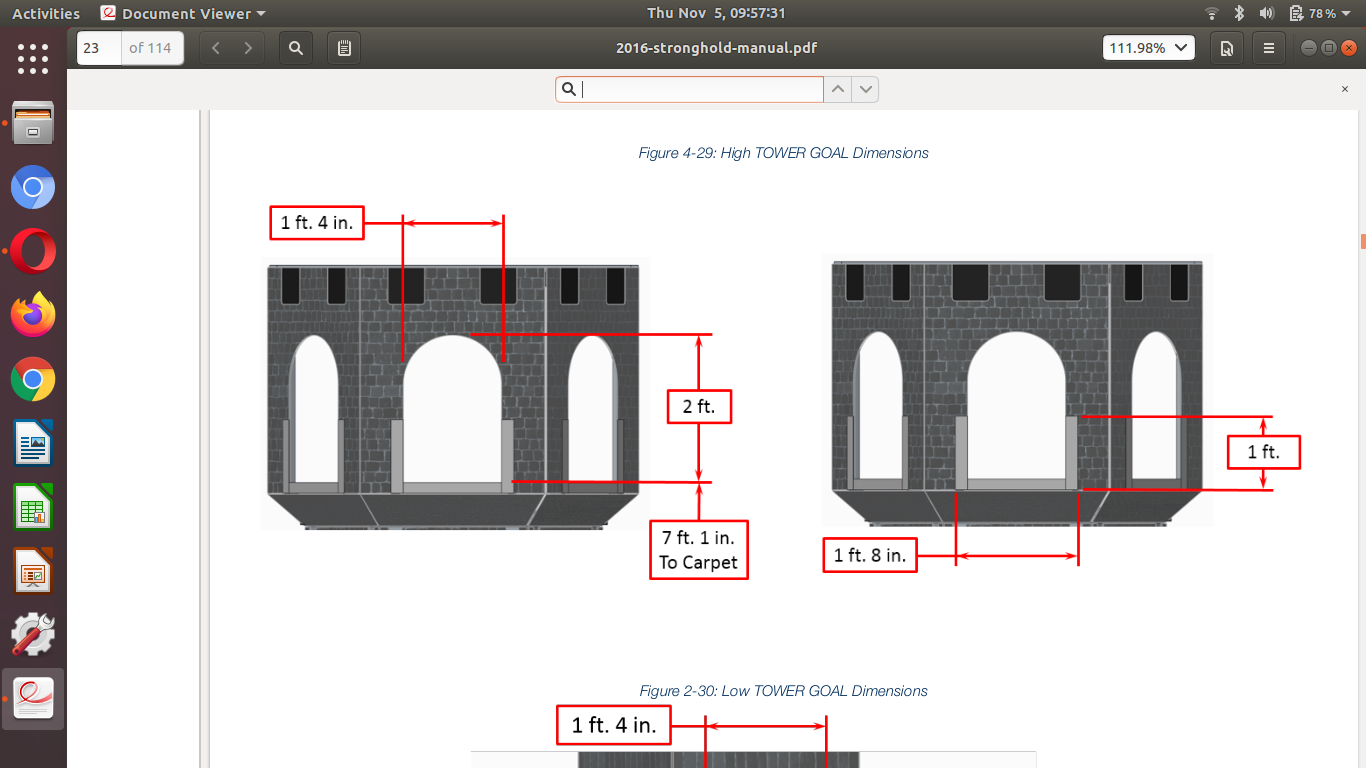 Activities Document Viewer Thu Nov 5, 09:57:31 78%
23 of 114 2016-stronghold-manual.pdf 111.98%
Figure 4-29: High TOWER GOAL Dimensions
1 ft. 4 in.
2 ft.
7 ft. 1 in.
To Carpet
1 ft.
1 ft. 8 in.
Figure 2-30: Low TOWER GOAL Dimensions
1 ft. 4 in.